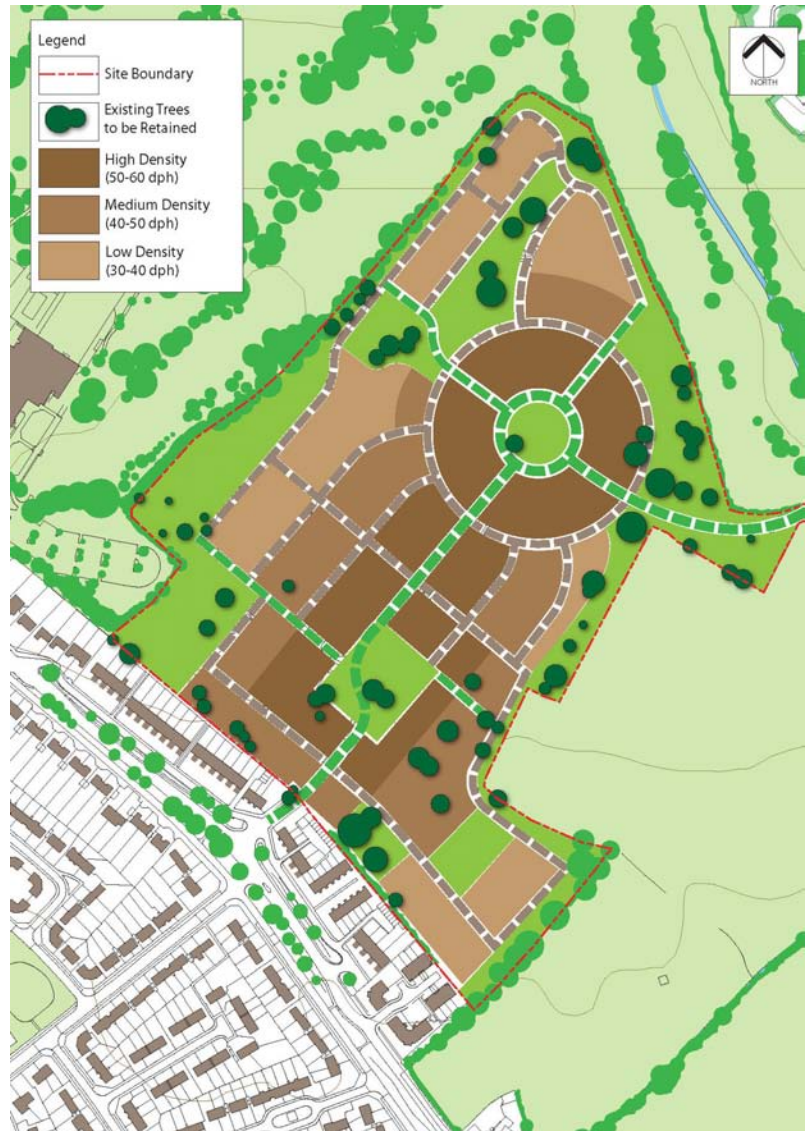 Legend
Site Boundary
Existing Trees
to be Retained
High Density
(50-60 dph)
Medium Density
(40-50 dph)
Low Density
(30-40 dph)
NORTH